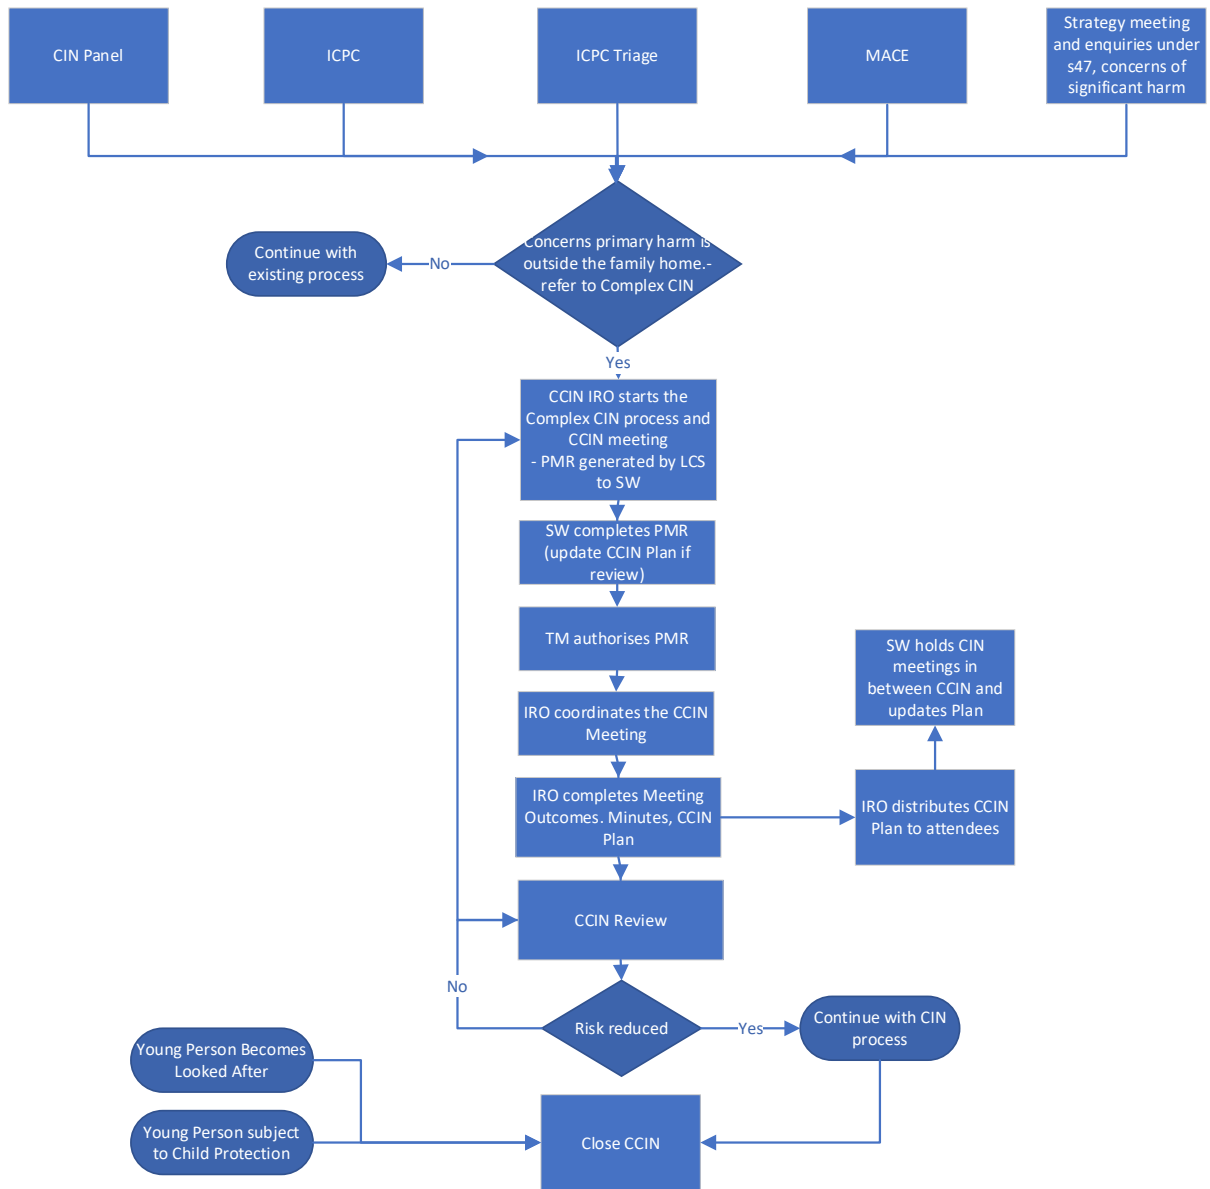 CIN Panel
ICPC
ICPC Triage
MACE
Strategy meeting
and enquiries under
s47, concerns of
significant harm
Concerns primary harm is
outside the family home.-
refer to Complex CIN
Continue with
existing process
No
Yes
CCIN IRO starts the
Complex CIN process and
CCIN meeting
- PMR generated by LCS
to SW
SW completes PMR
(update CCIN Plan if
review)
TM authorises PMR
SW holds CIN
meetings in
between CCIN and
updates Plan
IRO coordinates the CCIN
Meeting
IRO completes Meeting
Outcomes. Minutes, CCIN
Plan
IRO distributes CCIN
Plan to attendees
CCIN Review
No
Risk reduced
Yes
Continue with CIN
process
Young Person Becomes
Looked After
Young Person subject
to Child Protection
Close CCIN